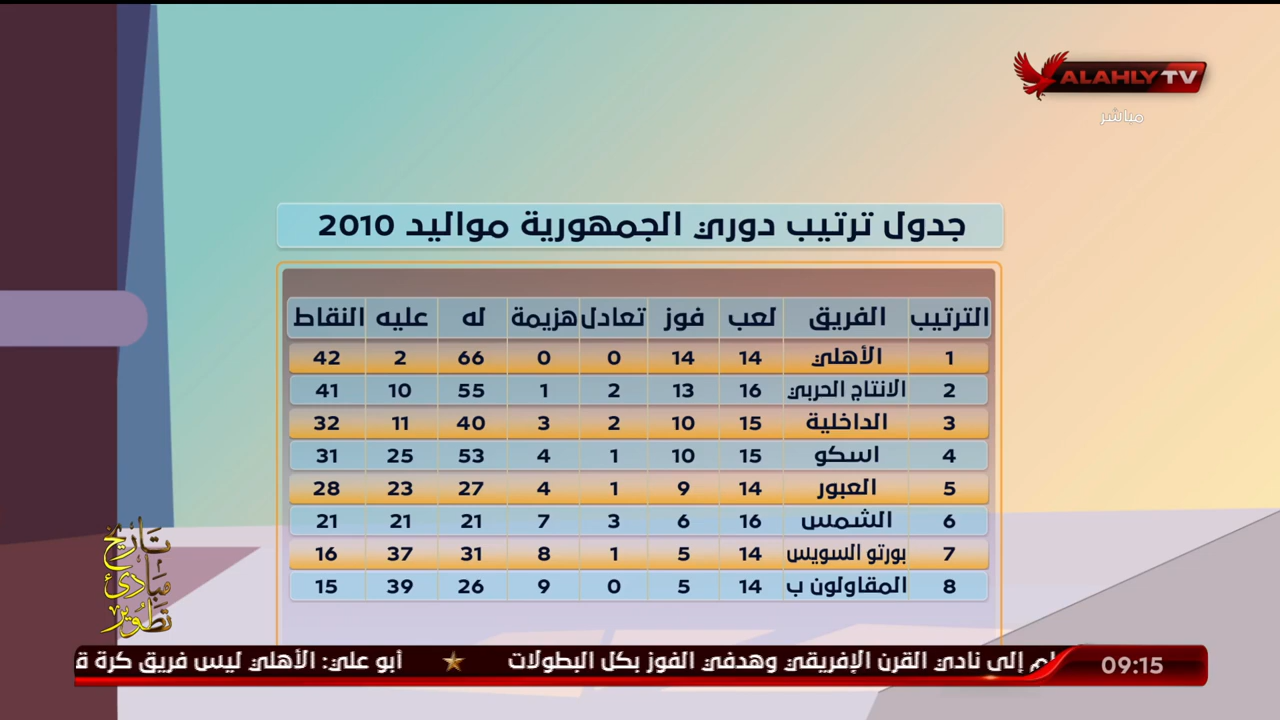 ALAHLY TV
مباشر
جدول ترتيب دوري الجمهورية مواليد 2010
الترتيب الفريق لعب فوز تعادل هزيمة له عليه النقاط
1 الأهلي 14 14 0 0 66 2 42
2 الانتاج الحربي 16 13 2 1 55 10 41
3 الداخلية 15 10 2 3 40 11 32
4 اسكو 15 10 1 4 53 25 31
5 العبور 14 9 1 4 27 23 28
6 الشمس 16 6 3 7 21 21 21
7 بورتو السويس 14 5 1 8 31 37 16
8 المقاولون ب 14 5 0 9 26 39 15
تاريخ
مبادئ
تطوير
09:15 إلى نادي القرن الإفريقي وهدفي الفوز بكل البطولات أبو علي: الأهلي ليس فريق كرة ق